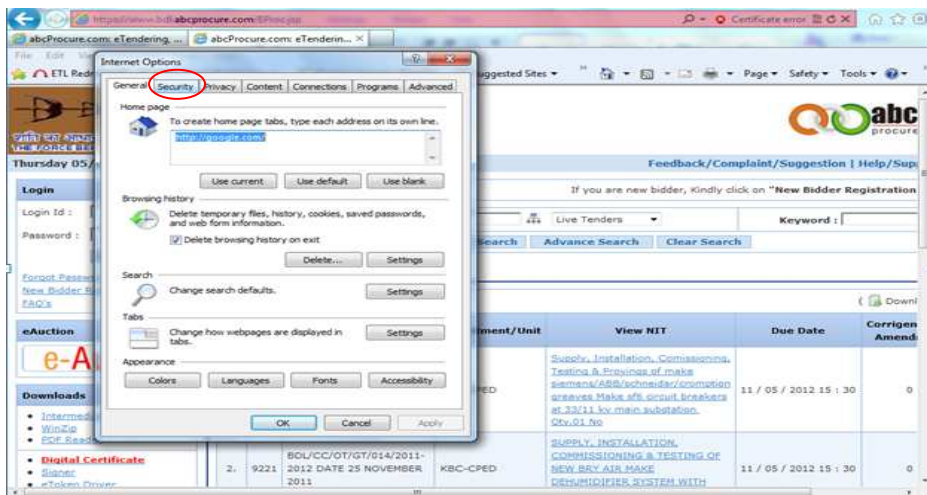 https://www.bdl.abcprocure.com/EProc.jsp
Certificate error
abcProcure.com: eTendering, ...
abcProcure.com: eTenderin...
File Edit
Internet Options
ETL Redr
uggested Sites
Page
Safety
Tools
General
Security
Privacy
Content
Connections
Programs
Advanced
Home page
To create home page tabs, type each address on its own line.
http://google.com/
Use current
Use default
Use blank
abc
procure
THE FORCE BE
Thursday 05/
Feedback/Complaint/Suggestion | Help/Sup
Login
If you are new bidder, Kindly click on "New Bidder Registration
Browsing history
Delete temporary files, history, cookies, saved passwords,
and web form information.
Delete browsing history on exit
Delete...
Settings
Login Id :
Password :
Live Tenders
Keyword :
Search
Advance Search
Clear Search
New Bidder
FAQ's
Search
Change search defaults.
Settings
Downl
Tabs
Change how webpages are displayed in
tabs.
Settings
eAuction
e-A
ment/Unit
View NIT
Due Date
Corrigen
Amend
Appearance
Colors
Languages
Fonts
Accessibility
OK
Cancel
Apply
Supply, Installation, Comissioning,
Testing & Provings of make
siemens/ABB/schneidar/crompton
greaves Make sf6 circuit breakers
at 33/11 kv main substation.
Qty.01 No
PED
11 / 05 / 2012 15 : 30
0
Downloads
Intermed
WinZip
PDF Read
Digital Certificate
Signer
eToken Driver
2.
9221
BDL/CC/OT/GT/014/2011-
2012 DATE 25 NOVEMBER
2011
KBC-CPED
SUPPLY, INSTALLATION,
COMMISSIONING & TESTING OF
NEW BRY AIR MAKE
DEHUMIDIFIER SYSTEM WITH
11 / 05 / 2012 15 : 30
0